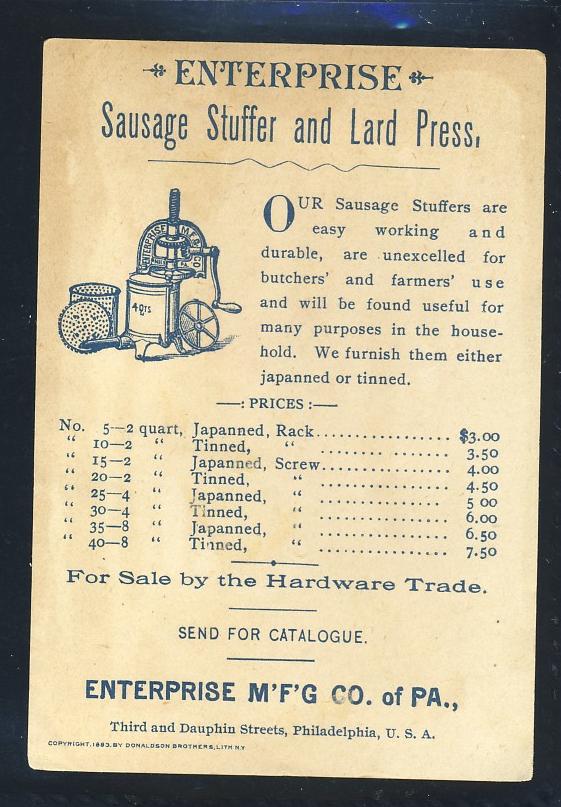 ENTERPRISE
Sausage Stuffer and Lard Press.
ENTERPRISE M'F'G CO
4 QTS
OUR Sausage Stuffers are
easy working and
durable, are unexcelled for
butchers' and farmers' use
and will be found useful for
many purposes in the house-
hold. We furnish them either
japanned or tinned.
—: PRICES :—
No. 5—2 quart, Japanned, Rack.................. $3.00
“ 10—2 “ Tinned, “ .................. 3.50
“ 15—2 “ Japanned, Screw.................. 4.00
“ 20—2 “ Tinned, “ .................. 4.50
“ 25—4 “ Japanned, “ .................. 5 00
“ 30—4 “ Tinned, “ .................. 6.00
“ 35—8 “ Japanned, “ .................. 6.50
“ 40—8 “ Tinned, “ .................. 7.50
For Sale by the Hardware Trade.
SEND FOR CATALOGUE.
ENTERPRISE M'F'G CO. of PA.,
Third and Dauphin Streets, Philadelphia, U. S. A.
COPYRIGHT, 1883, BY DONALDSON BROTHERS, LITH N.Y